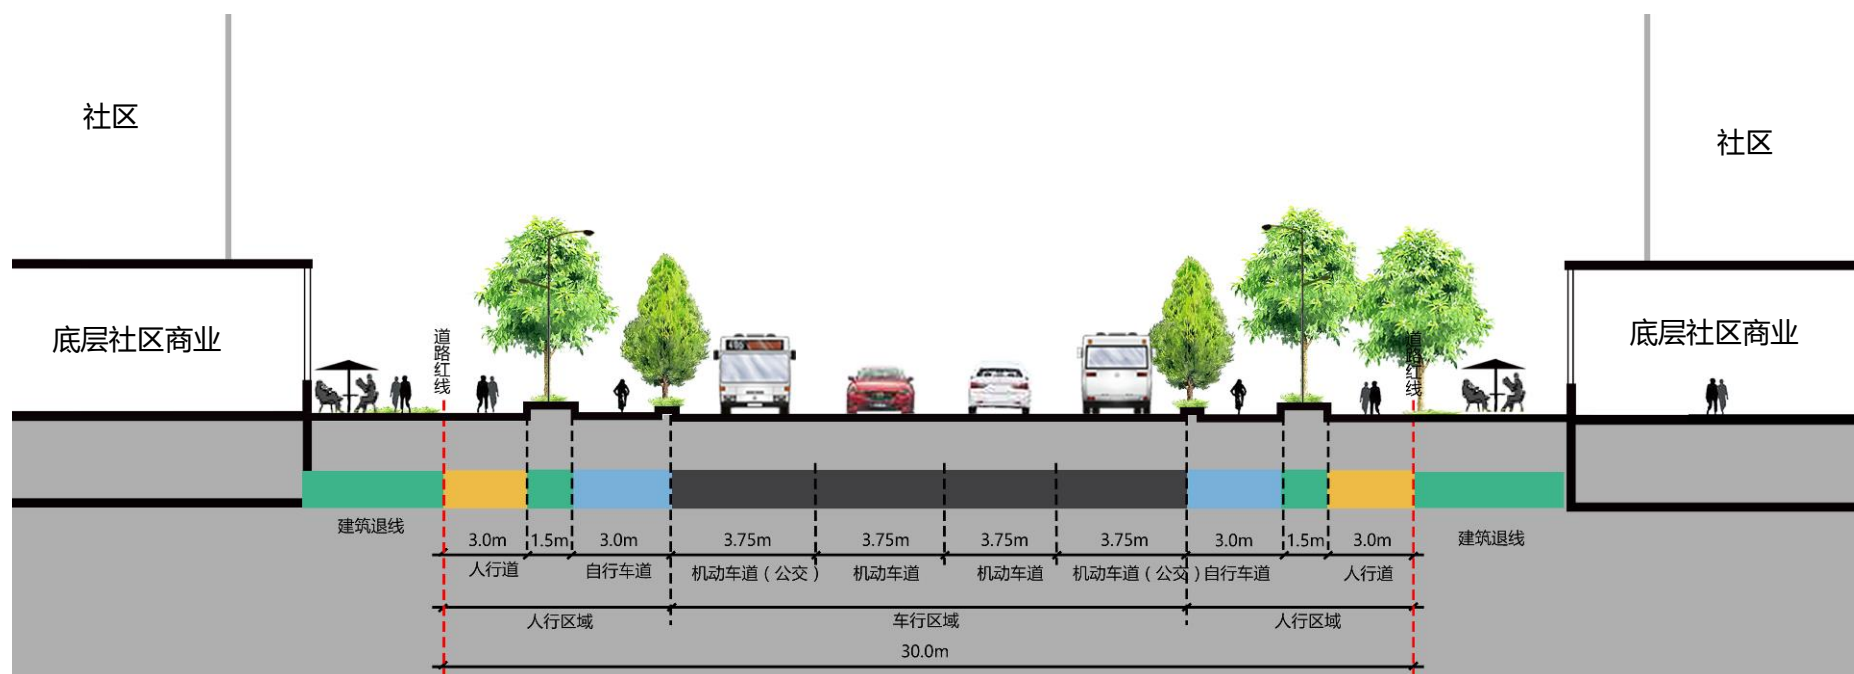 社区
社区
底层社区商业
道路红线
道路红线
底层社区商业
建筑退线
3.0m 1.5m 3.0m 3.75m 3.75m 3.75m 3.75m 3.0m 1.5m 3.0m
建筑退线
人行道 自行车道 机动车道（公交） 机动车道 机动车道 机动车道（公交） 自行车道 人行道
人行区域 车行区域 人行区域
30.0m